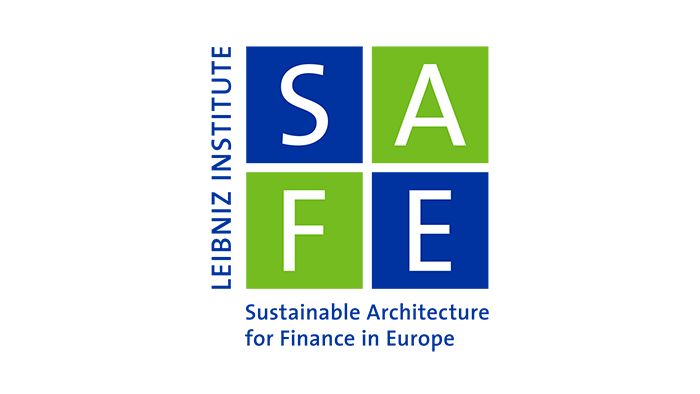 LEIBNIZ INSTITUTE
S A
F E
Sustainable Architecture
for Finance in Europe